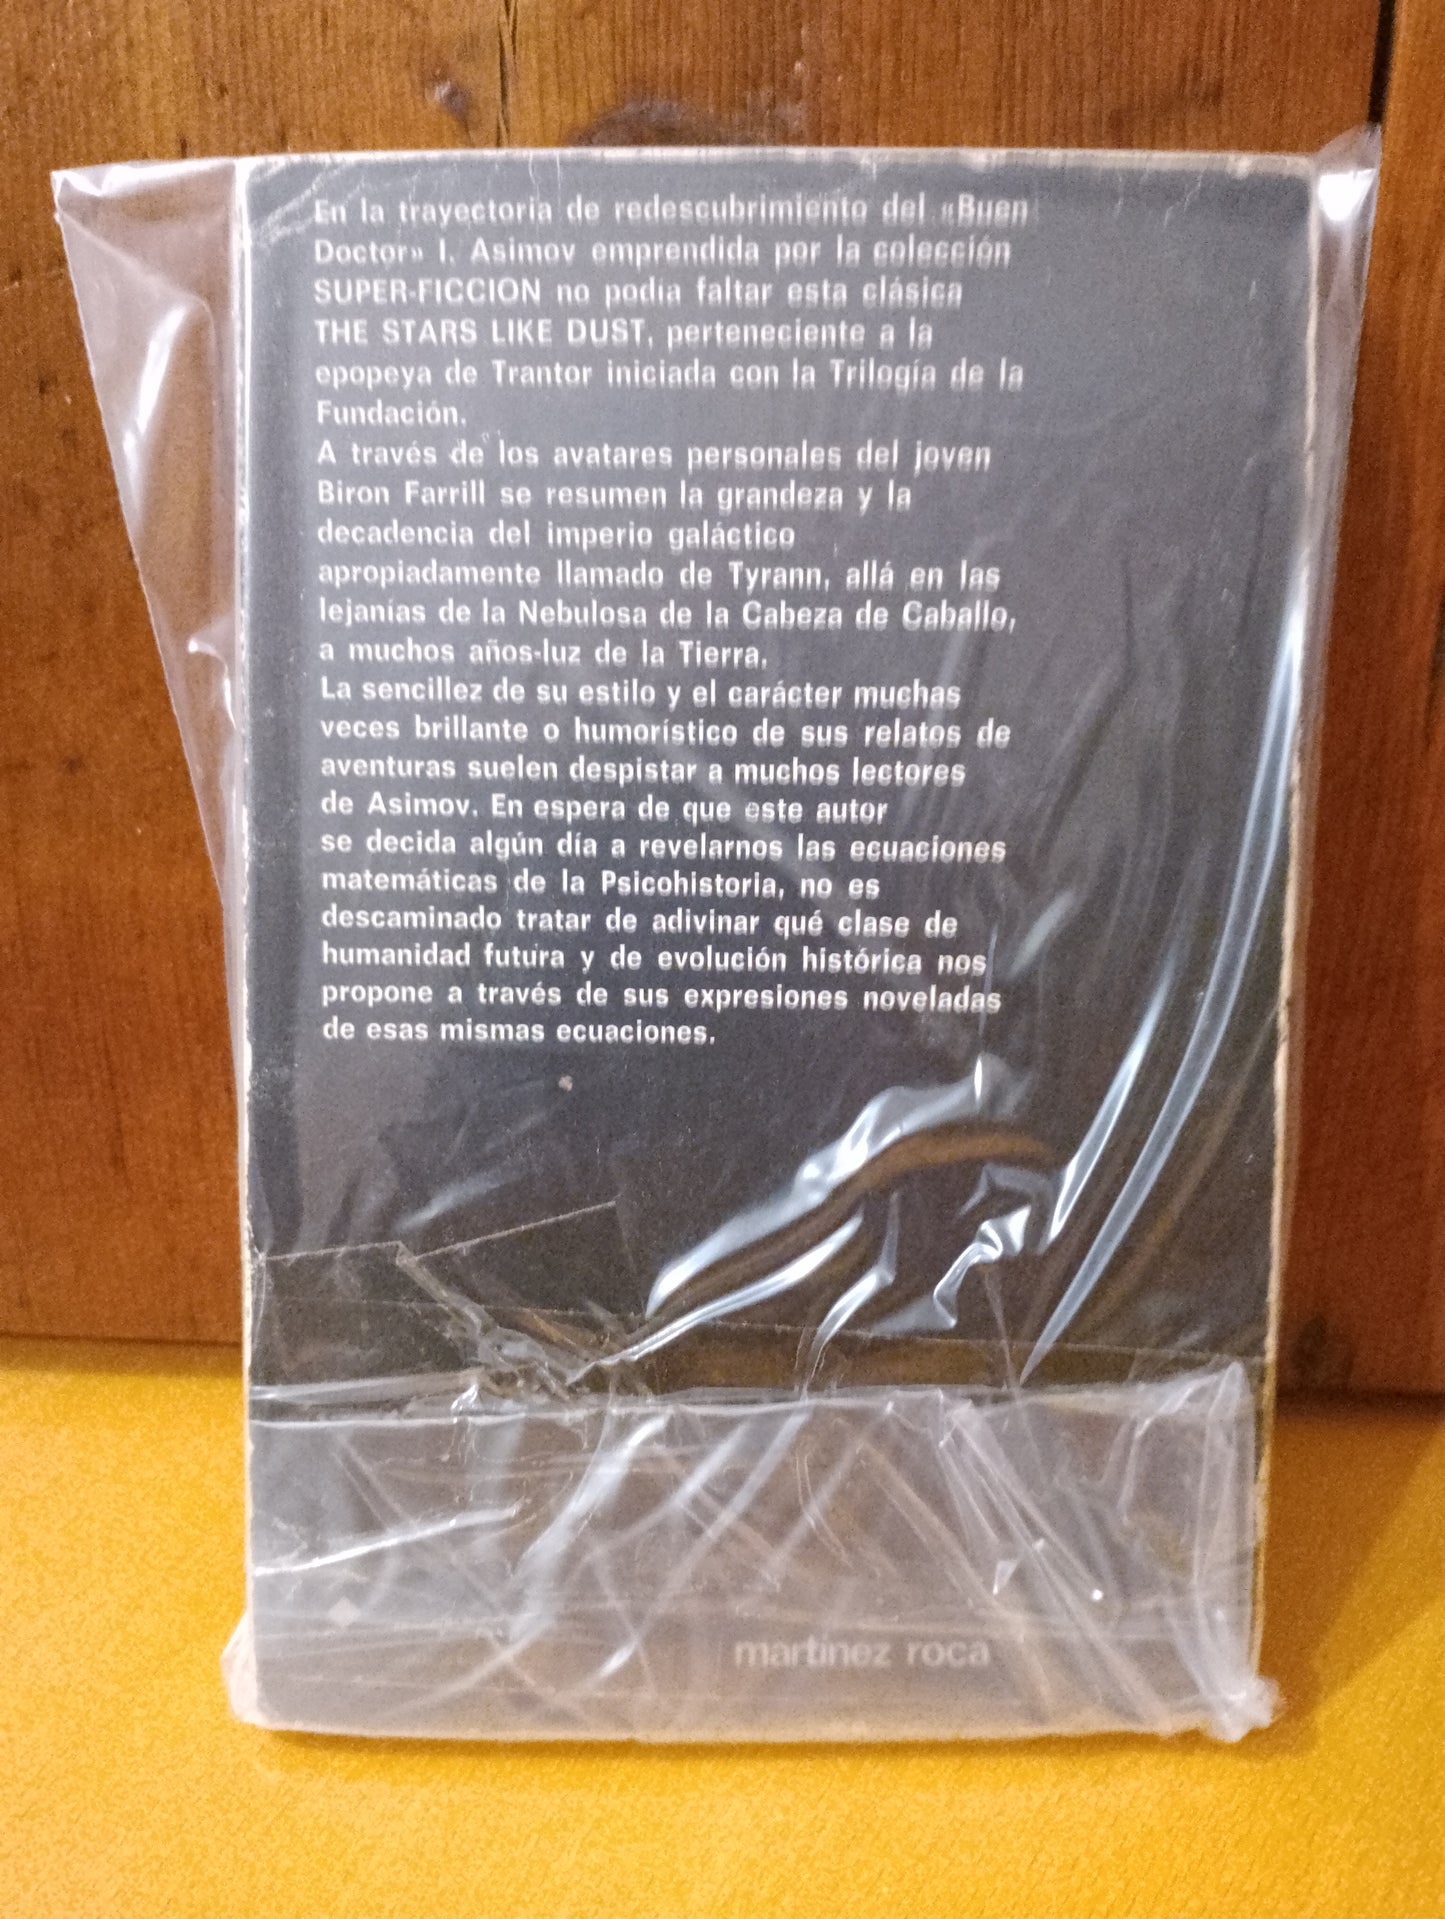 En la trayectoria de redescubrimiento del «Buen
Doctor» I. Asimov emprendida por la colección
SUPER-FICCION no podía faltar esta clásica
THE STARS LIKE DUST, perteneciente a la
epopeya de Trantor iniciada con la Trilogía de la
Fundación.
A través de los avatares personales del joven
Biron Farrill se resumen la grandeza y la
decadencia del imperio galáctico
apropiadamente llamado de Tyrann, allá en las
lejanías de la Nebulosa de la Cabeza de Caballo,
a muchos años-luz de la Tierra.
La sencillez de su estilo y el carácter muchas
veces brillante o humorístico de sus relatos de
aventuras suelen despistar a muchos lectores
de Asimov. En espera de que este autor
se decida algún día a revelarnos las ecuaciones
matemáticas de la Psicohistoria, no es
descaminado tratar de adivinar qué clase de
humanidad futura y de evolución histórica nos
propone a través de sus expresiones noveladas
de esas mismas ecuaciones.
martínez roca